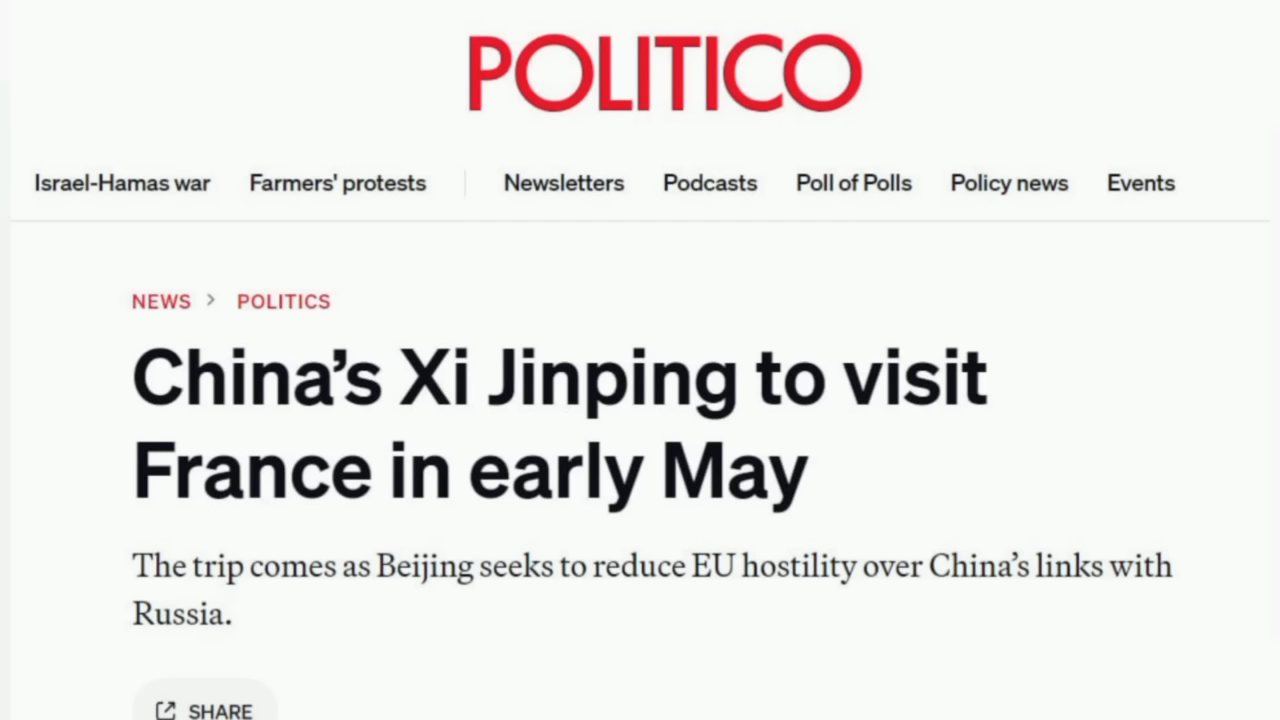 POLITICO
Israel-Hamas war Farmers' protests Newsletters Podcasts Poll of Polls Policy news Events
NEWS > POLITICS
China’s Xi Jinping to visit
France in early May
The trip comes as Beijing seeks to reduce EU hostility over China’s links with
Russia.
SHARE